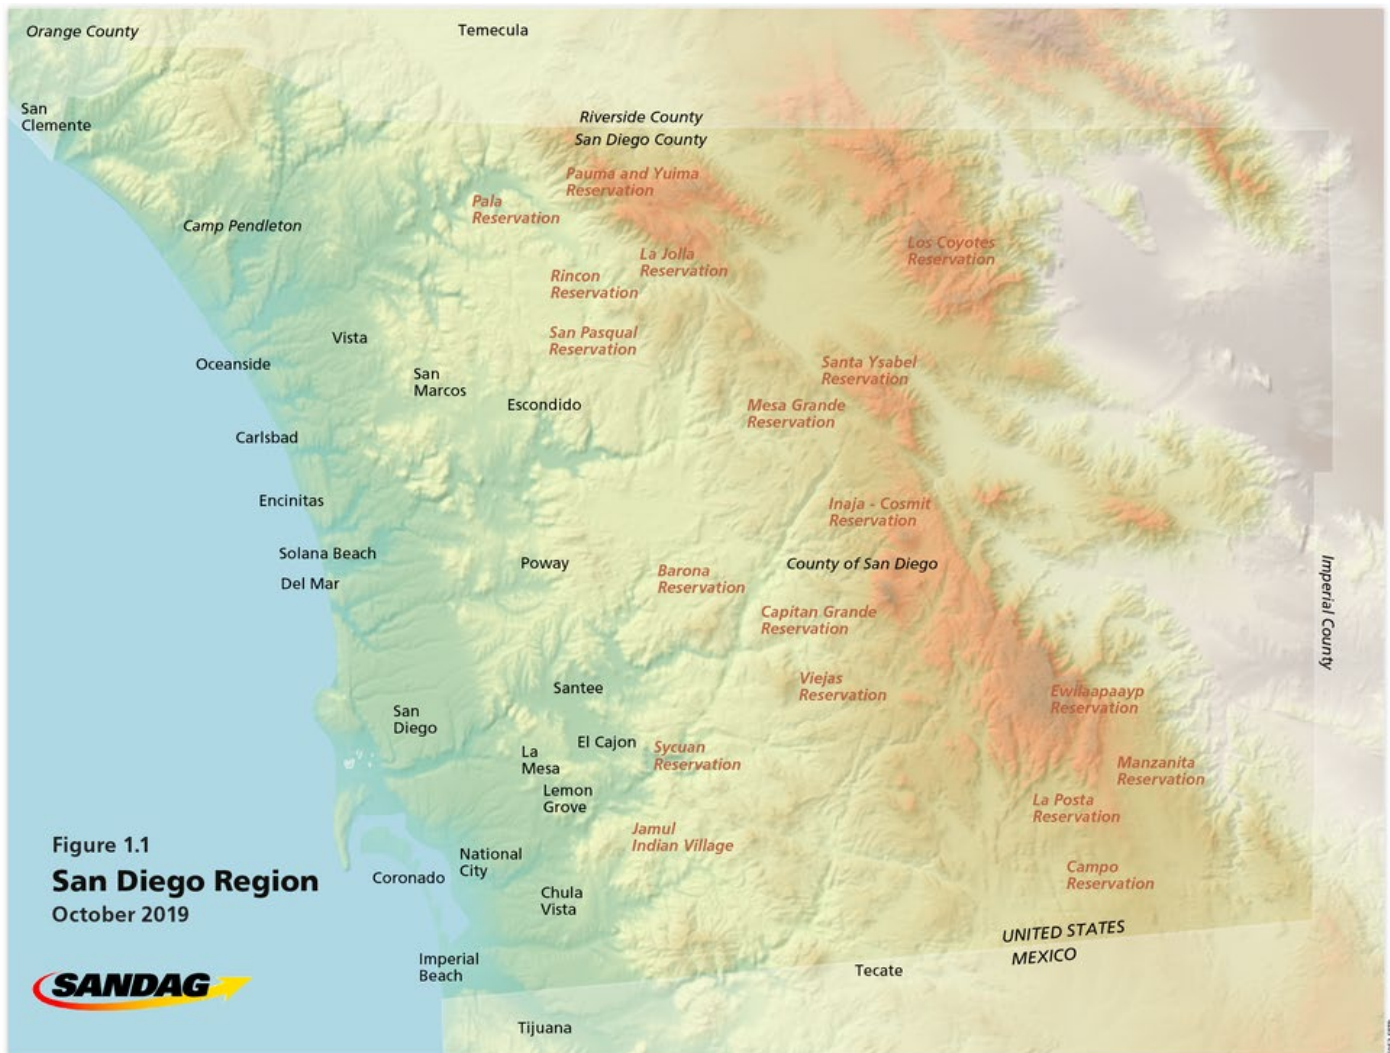 Orange County
Temecula
San
Clemente
Riverside County
San Diego County
Pauma and Yuima
Reservation
Pala
Reservation
Camp Pendleton
Los Coyotes
Reservation
La Jolla
Reservation
Rincon
Reservation
San Pasqual
Reservation
Vista
Oceanside
San
Marcos
Santa Ysabel
Reservation
Escondido
Mesa Grande
Reservation
Carlsbad
Encinitas
Inaja - Cosmit
Reservation
Solana Beach
Del Mar
Poway
Barona
Reservation
County of San Diego
Imperial County
Capitan Grande
Reservation
Santee
Viejas
Reservation
Ewiiaapaayp
Reservation
San
Diego
El Cajon
La
Mesa
Sycuan
Reservation
Manzanita
Reservation
Lemon
Grove
La Posta
Reservation
Jamul
Indian Village
Figure 1.1
San Diego Region
October 2019
National
City
Coronado
Campo
Reservation
Chula
Vista
UNITED STATES
MEXICO
Imperial
Beach
Tecate
SANDAG
Tijuana